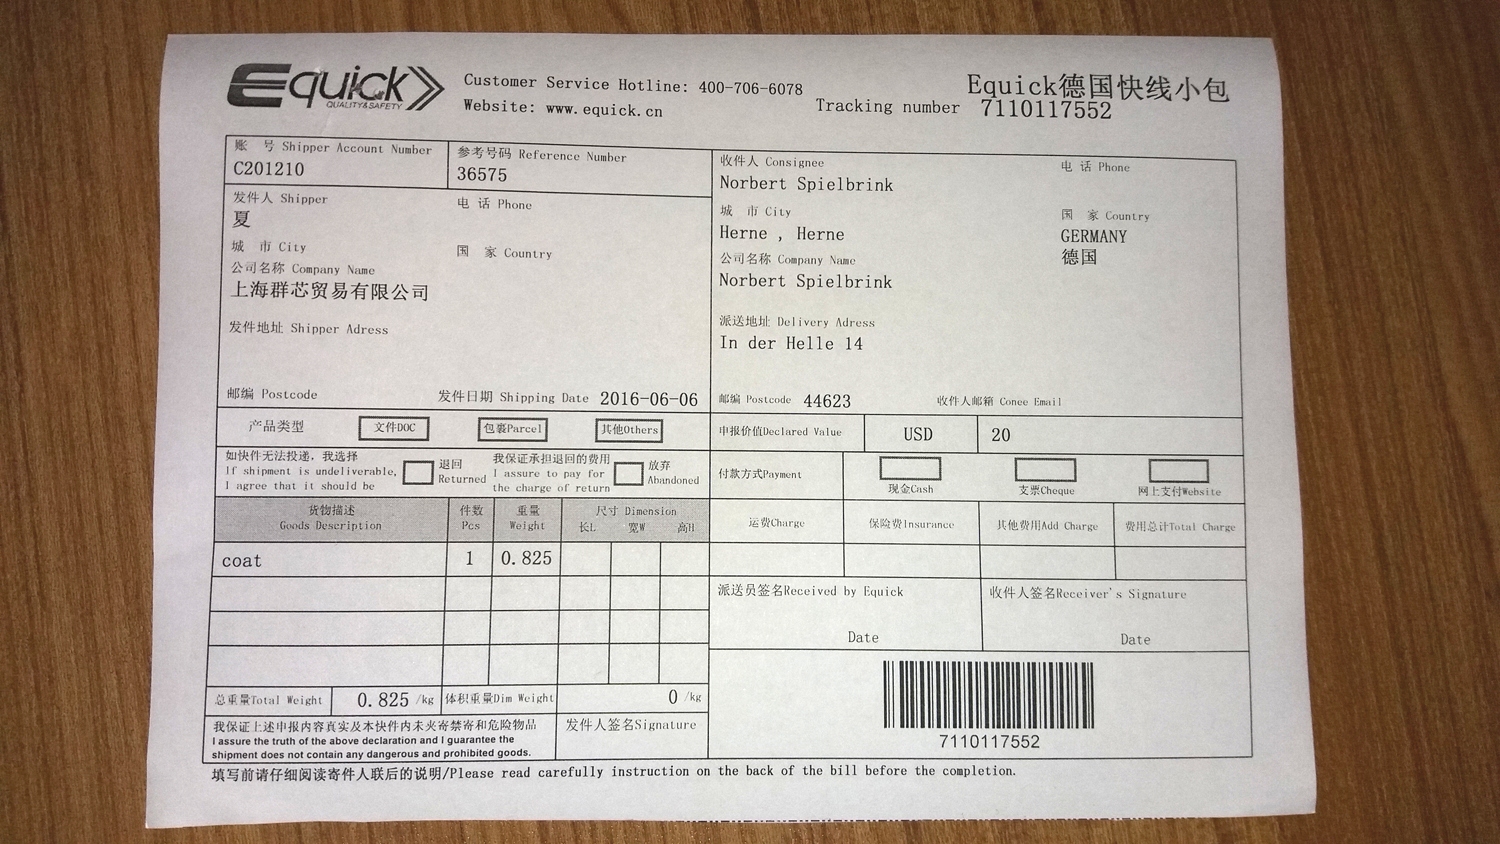 Equick
QUALITY&SAFETY
Customer Service Hotline: 400-706-6078
Website: www.equick.cn
Equick德国快线小包
Tracking number 7110117552
账 号 Shipper Account Number
C201210
参考号码 Reference Number
36575
发件人 Shipper
夏
电 话 Phone
城 市 City
国 家 Country
公司名称 Company Name
上海群芯贸易有限公司
发件地址 Shipper Adress
邮编 Postcode
发件日期 Shipping Date 2016-06-06
收件人 Consignee
Norbert Spielbrink
电 话 Phone
城 市 City
Herne , Herne
国 家 Country
GERMANY
德国
公司名称 Company Name
Norbert Spielbrink
派送地址 Delivery Adress
In der Helle 14
邮编 Postcode 44623
收件人邮箱 Conee Email
产品类型
文件DOC
包裹Parcel
其他Others
申报价值Declared Value
USD
20
如快件无法投递，我选择
If shipment is undeliverable,
I agree that it should be
退回
Returned
我保证承担退回的费用
I assure to pay for
the charge of return
放弃
Abandoned
付款方式Payment
现金Cash
支票Cheque
网上支付Website
货物描述
Goods Description
件数
Pcs
重量
Weight
尺寸 Dimension
长L 宽W 高H
运费Charge
保险费Insurance
其他费用Add Charge
费用总计Total Charge
coat
1
0.825
派送员签名Received by Equick
Date
收件人签名Receiver's Signature
Date
总重量Total Weight
0.825 /kg
体积重量Dim Weight
0 /kg
我保证上述申报内容真实及本快件内未夹寄禁寄和危险物品
I assure the truth of the above declaration and I guarantee the
shipment does not contain any dangerous and prohibited goods.
发件人签名Signature
7110117552
填写前请仔细阅读寄件人联后的说明/Please read carefully instruction on the back of the bill before the completion.